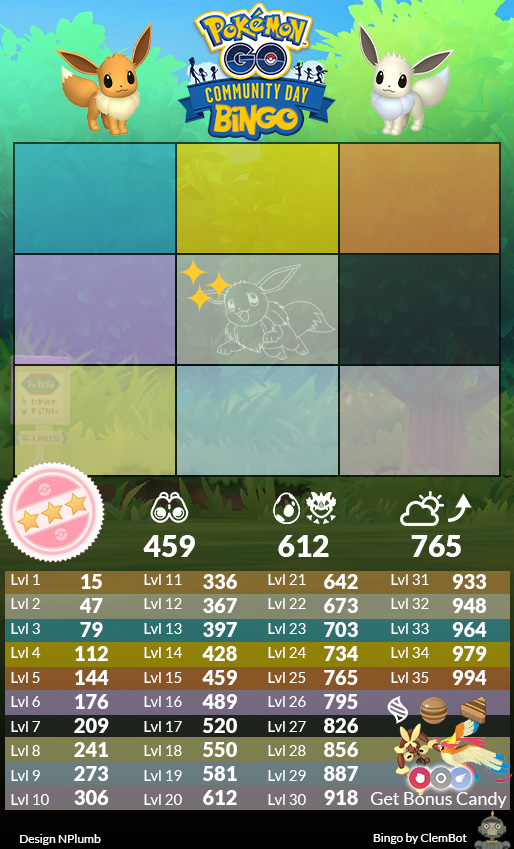 POKéMON
GO
COMMUNITY DAY
BINGO
459 612 765
Lvl 1 15 Lvl 11 336 Lvl 21 642 Lvl 31 933
Lvl 2 47 Lvl 12 367 Lvl 22 673 Lvl 32 948
Lvl 3 79 Lvl 13 397 Lvl 23 703 Lvl 33 964
Lvl 4 112 Lvl 14 428 Lvl 24 734 Lvl 34 979
Lvl 5 144 Lvl 15 459 Lvl 25 765 Lvl 35 994
Lvl 6 176 Lvl 16 489 Lvl 26 795
Lvl 7 209 Lvl 17 520 Lvl 27 826
Lvl 8 241 Lvl 18 550 Lvl 28 856
Lvl 9 273 Lvl 19 581 Lvl 29 887
Lvl 10 306 Lvl 20 612 Lvl 30 918 Get Bonus Candy
Design NPlumb Bingo by ClemBot